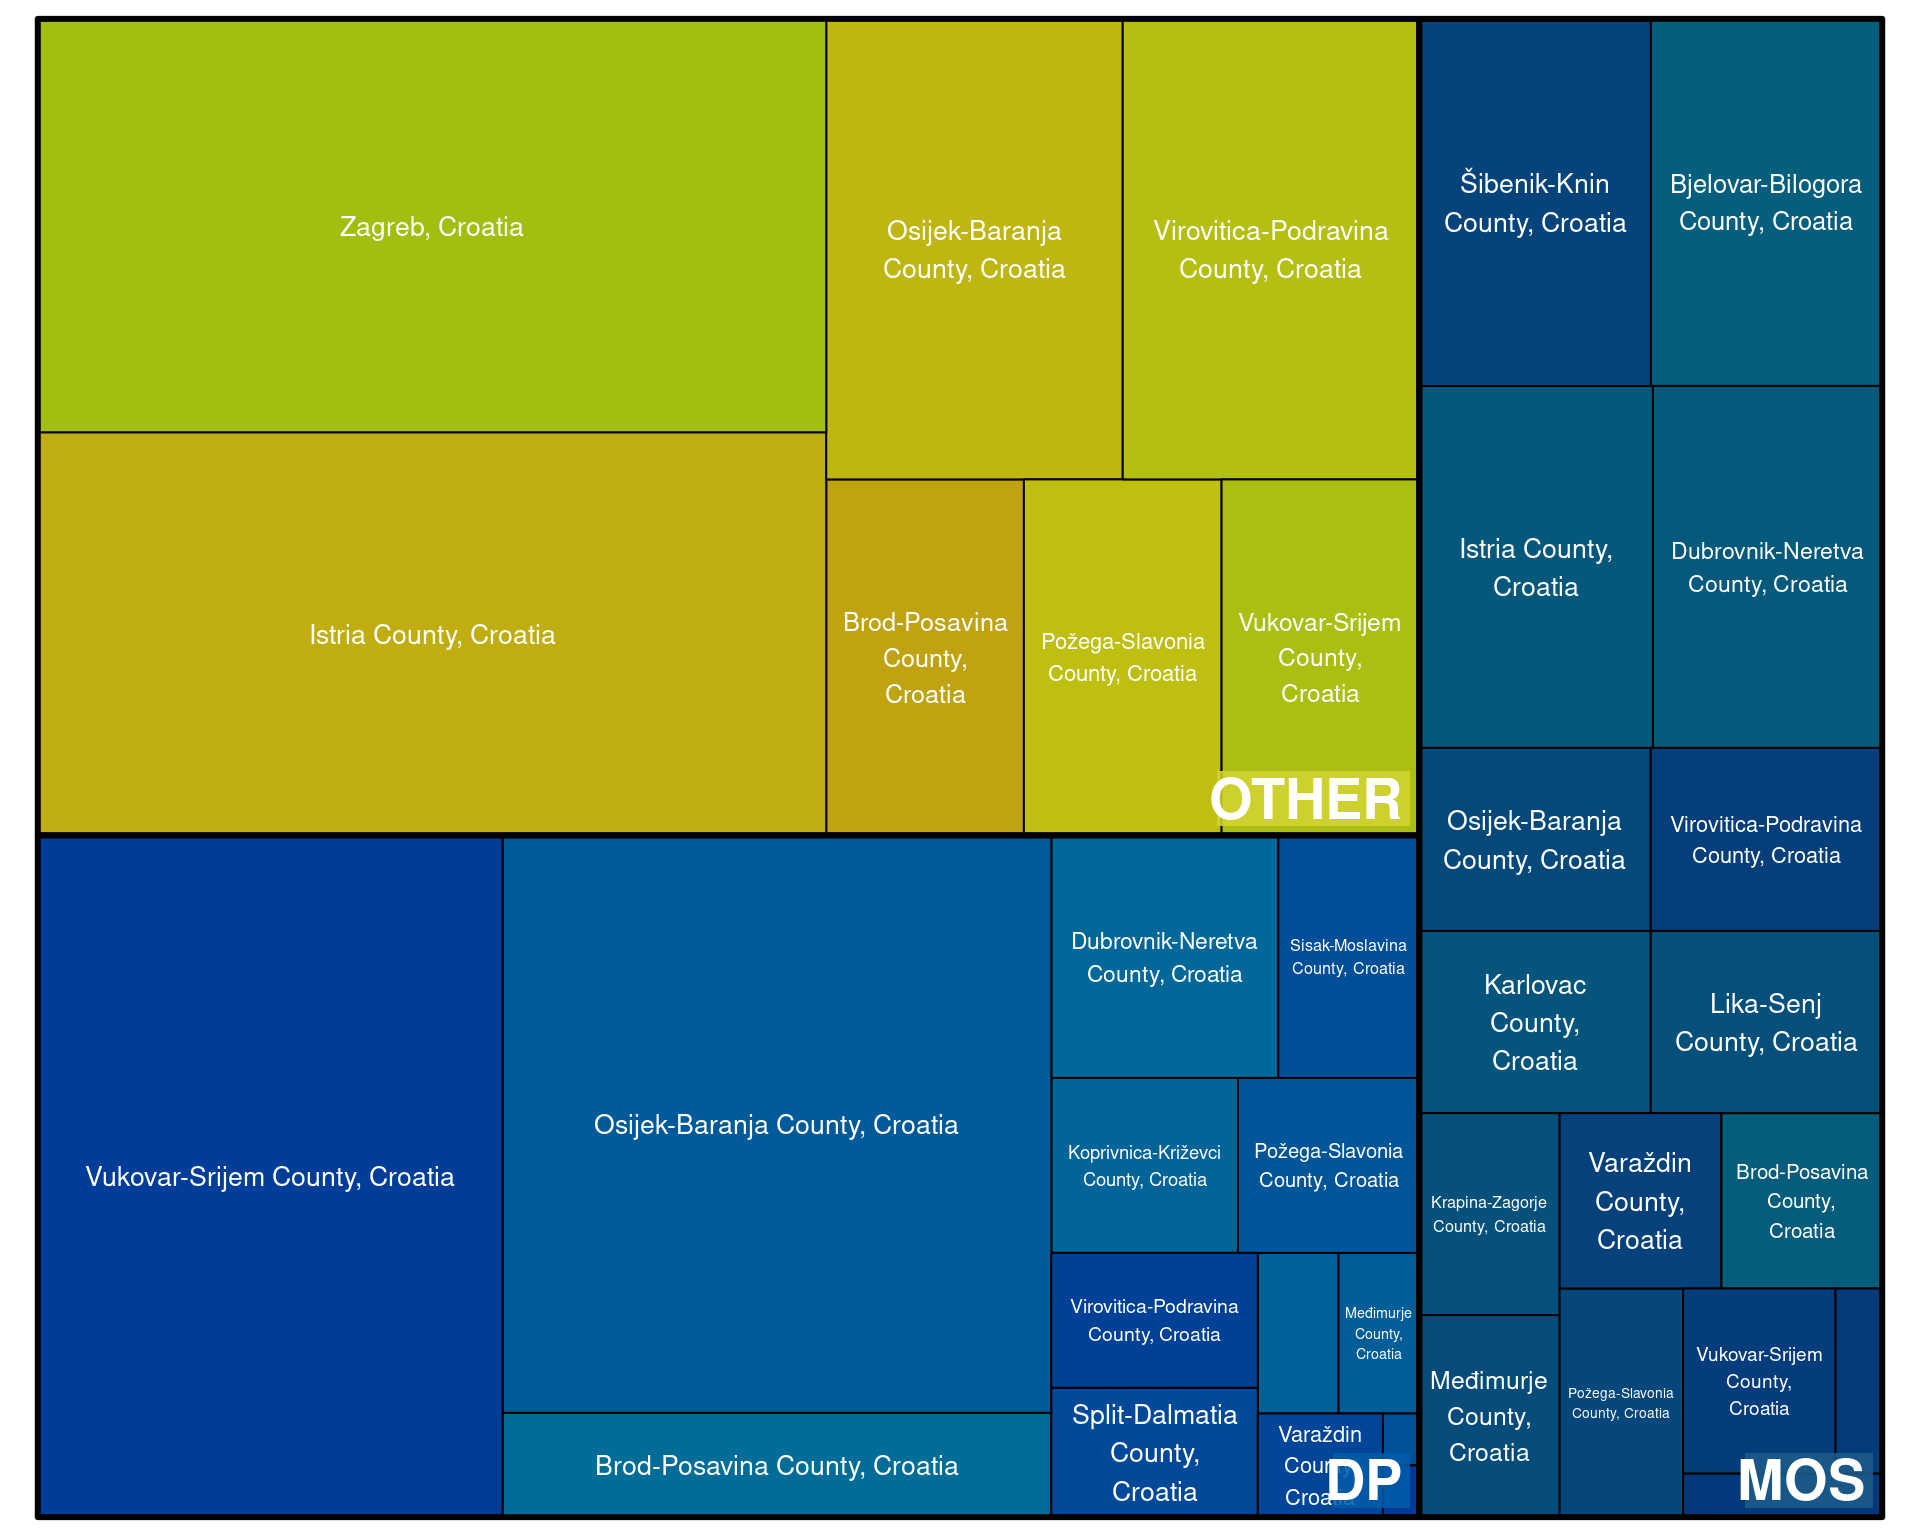 Zagreb, Croatia
Osijek-Baranja
County, Croatia
Virovitica-Podravina
County, Croatia
Istria County, Croatia
Brod-Posavina
County,
Croatia
Požega-Slavonia
County, Croatia
Vukovar-Srijem
County,
Croatia
OTHER
Vukovar-Srijem County, Croatia
Osijek-Baranja County, Croatia
Brod-Posavina County, Croatia
Dubrovnik-Neretva
County, Croatia
Sisak-Moslavina
County, Croatia
Koprivnica-Križevci
County, Croatia
Požega-Slavonia
County, Croatia
Virovitica-Podravina
County, Croatia
Međimurje
County,
Croatia
Split-Dalmatia
County,
Croatia
Varaždin
County,
Croatia
DP
Šibenik-Knin
County, Croatia
Bjelovar-Bilogora
County, Croatia
Istria County,
Croatia
Dubrovnik-Neretva
County, Croatia
Osijek-Baranja
County, Croatia
Virovitica-Podravina
County, Croatia
Karlovac
County,
Croatia
Lika-Senj
County, Croatia
Krapina-Zagorje
County, Croatia
Varaždin
County,
Croatia
Brod-Posavina
County,
Croatia
Međimurje
County,
Croatia
Požega-Slavonia
County, Croatia
Vukovar-Srijem
County,
Croatia
MOS